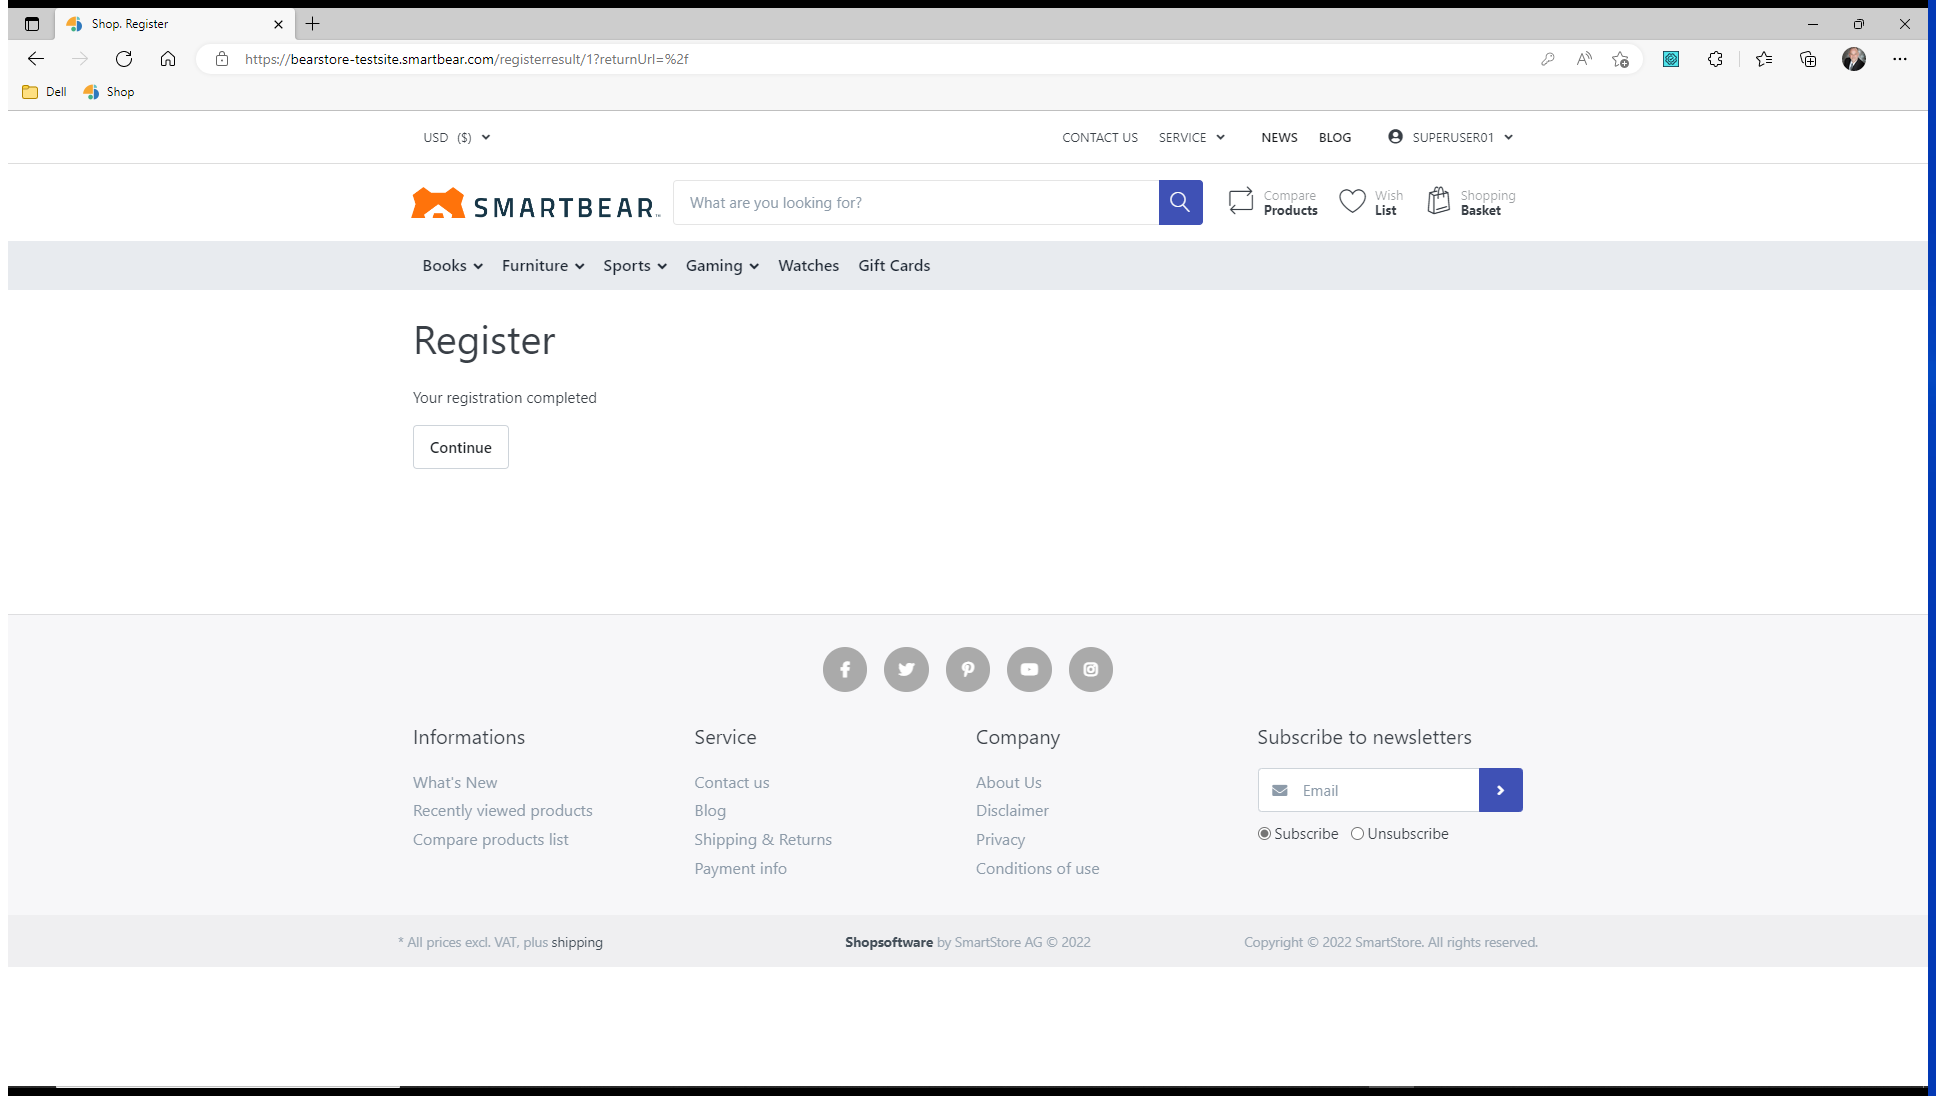 Shop. Register
https://bearstore-testsite.smartbear.com/registerresult/1?returnUrl=%2f
Dell Shop
USD ($) CONTACT US SERVICE NEWS BLOG SUPERUSER01
SMARTBEAR™ What are you looking for? Compare Products Wish List Shopping Basket
Books Furniture Sports Gaming Watches Gift Cards
Register
Your registration completed
Continue
Informations
What's New
Recently viewed products
Compare products list
Service
Contact us
Blog
Shipping & Returns
Payment info
Company
About Us
Disclaimer
Privacy
Conditions of use
Subscribe to newsletters
Email
Subscribe Unsubscribe
* All prices excl. VAT, plus shipping Shopsoftware by SmartStore AG © 2022 Copyright © 2022 SmartStore. All rights reserved.